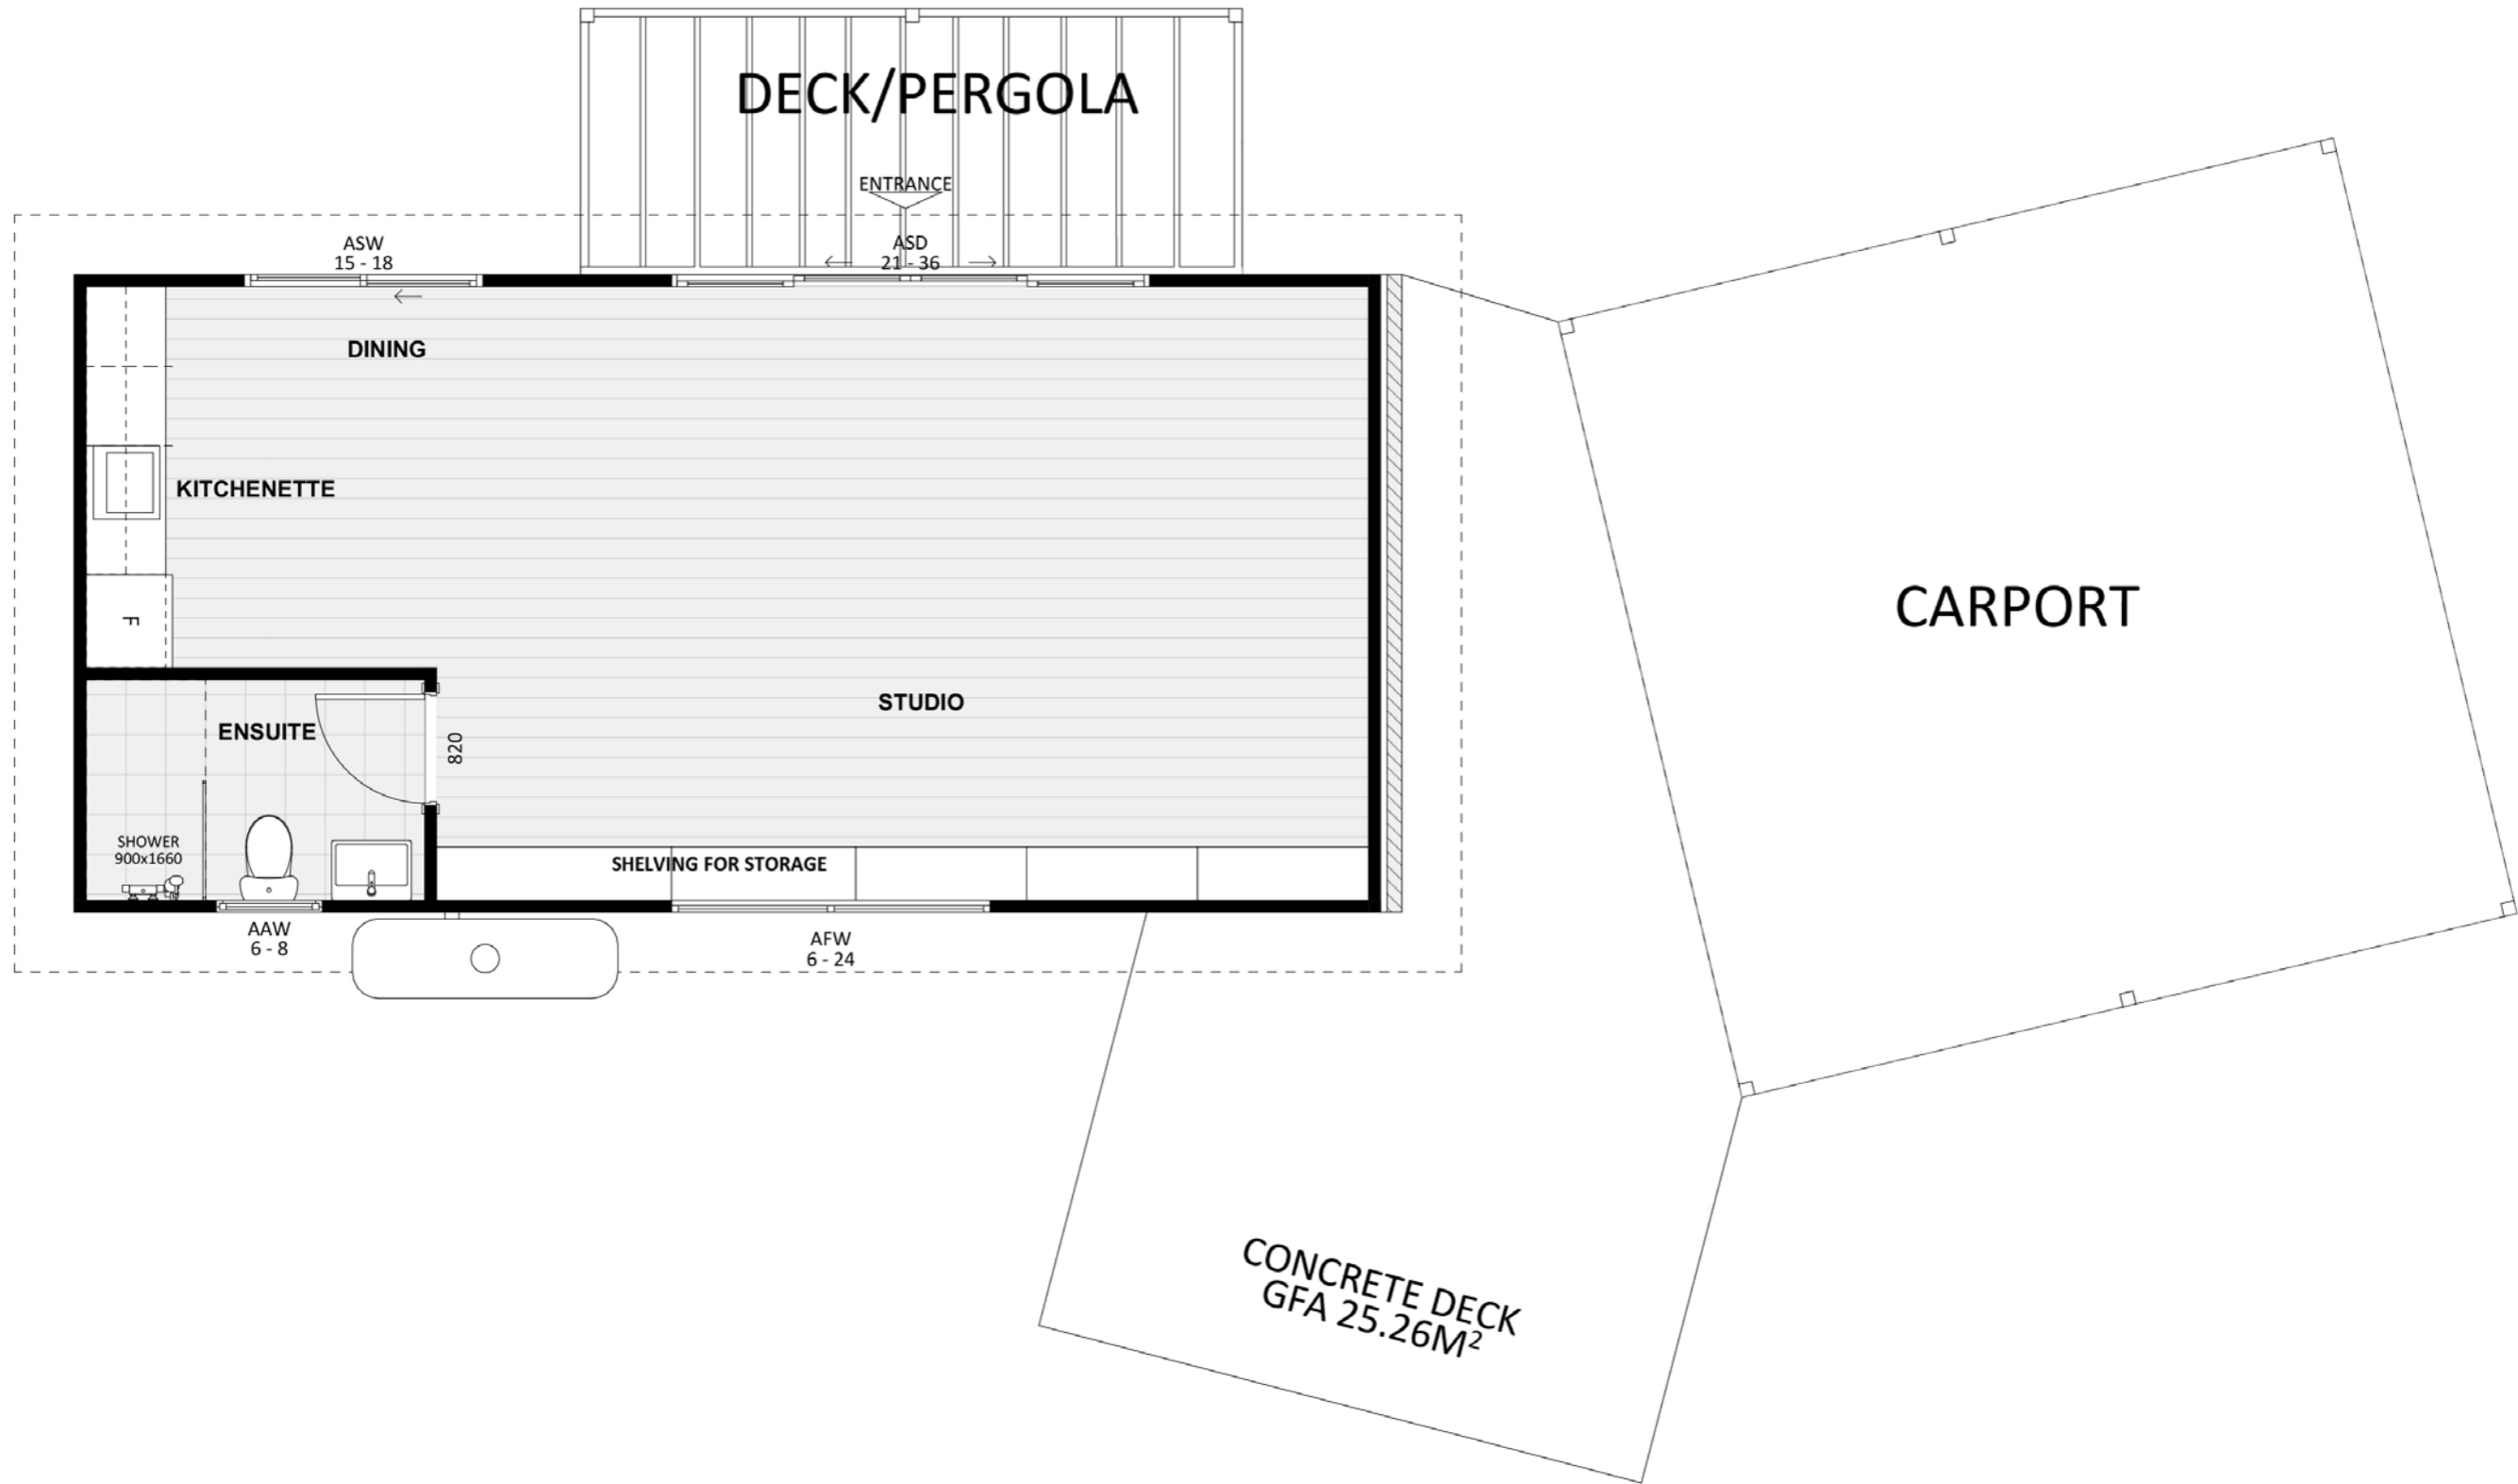 DECK/PERGOLA
ENTRANCE
ASW
15 - 18
ASD
21 - 36
DINING
KITCHENETTE
CARPORT
F
STUDIO
ENSUITE
820
SHOWER
900x1660
SHELVING FOR STORAGE
AAW
6 - 8
AFW
6 - 24
CONCRETE DECK
GFA 25.26M²